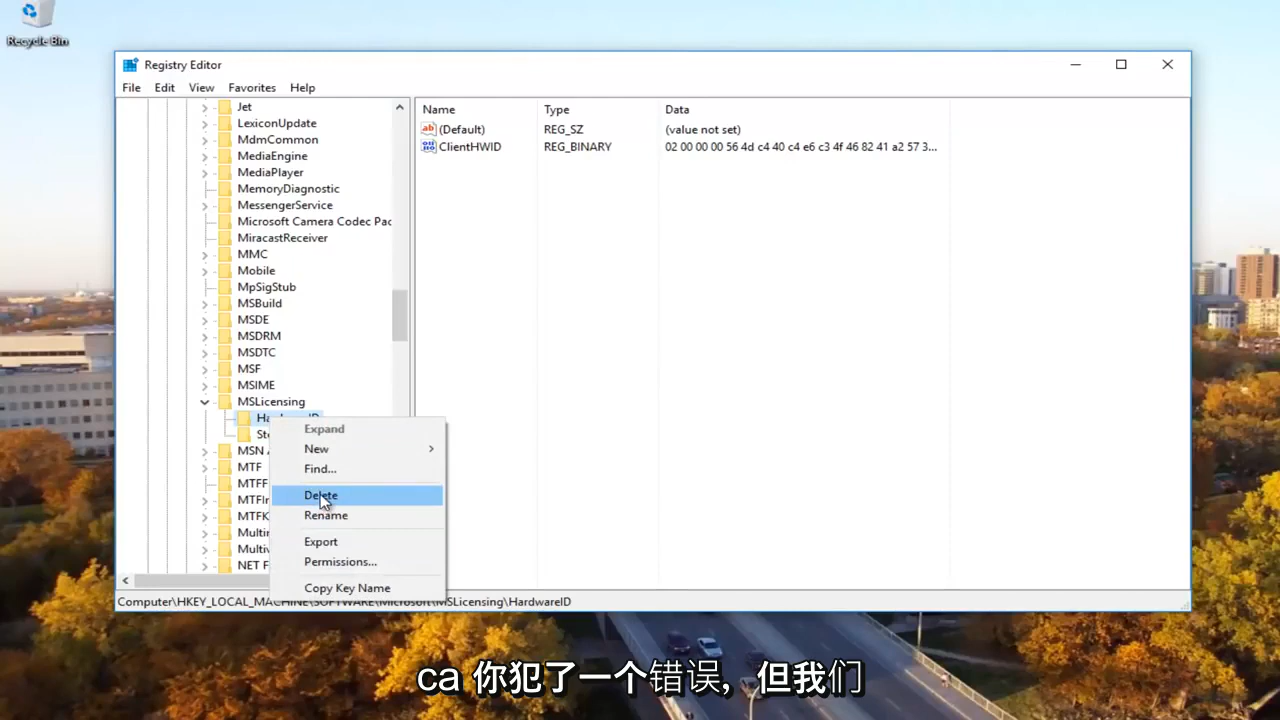 Recycle Bin
Registry Editor
File Edit View Favorites Help
Jet
LexiconUpdate
MdmCommon
MediaEngine
MediaPlayer
MemoryDiagnostic
MessengerService
Microsoft Camera Codec Pac
MiracastReceiver
MMC
Mobile
MpSigStub
MSBuild
MSDE
MSDRM
MSDTC
MSF
MSIME
MSLicensing
MSN
MTF
MTFF
MTFIn
MTFK
NET F
Name Type Data
(Default) REG_SZ (value not set)
ClientHWID REG_BINARY 02 00 00 00 56 4d c4 40 c4 e6 c3 4f 46 82 41 a2 57 3...
Expand
New
Find...
Delete
Rename
Export
Permissions...
Copy Key Name
Computer\HKEY_LOCAL_MACHINE\SOFTWARE\Microsoft\MSLicensing\HardwareID
ca 你犯了一个错误，但我们